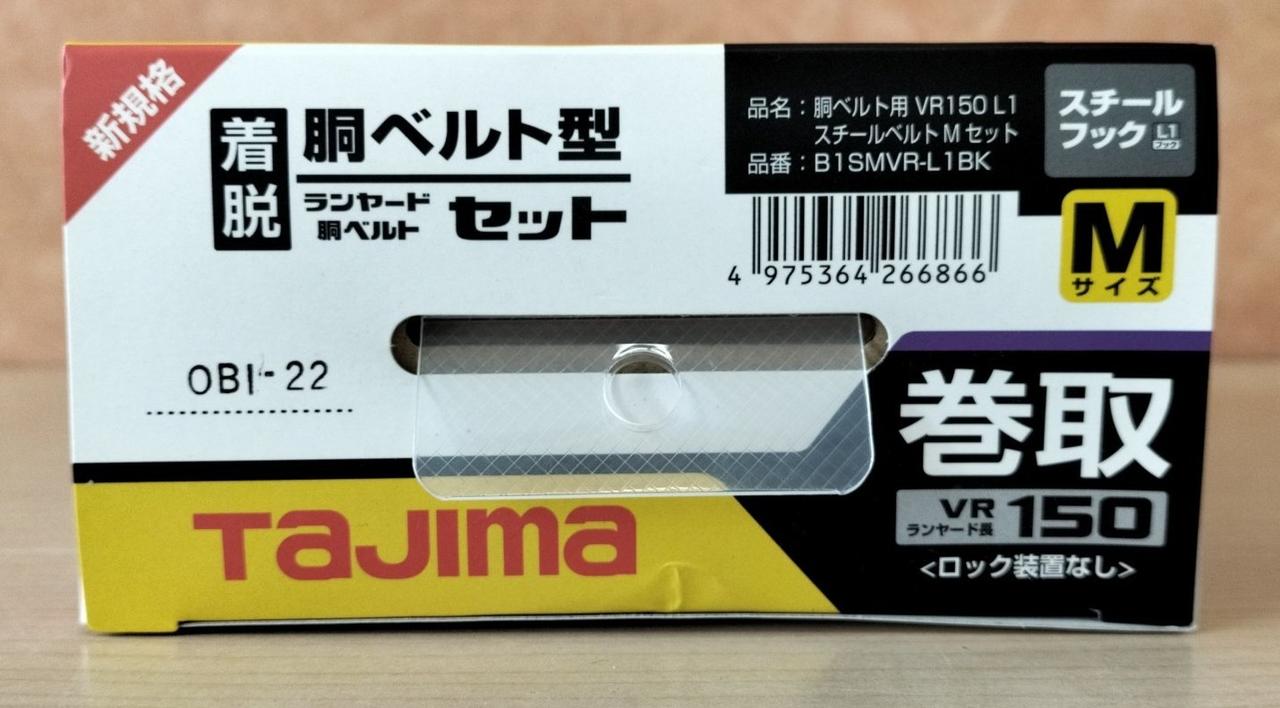 新規格
着脱
胴ベルト型
ランヤード
胴ベルト
セット
品名：胴ベルト用 VR150 L1
スチールベルト M セット
品番：B1SMVR-L1BK
スチール
フック L1
フック
4 975364 266866
M
サイズ
OBI-22
巻取
VR
ランヤード長
150
<ロック装置なし>
TaJIma